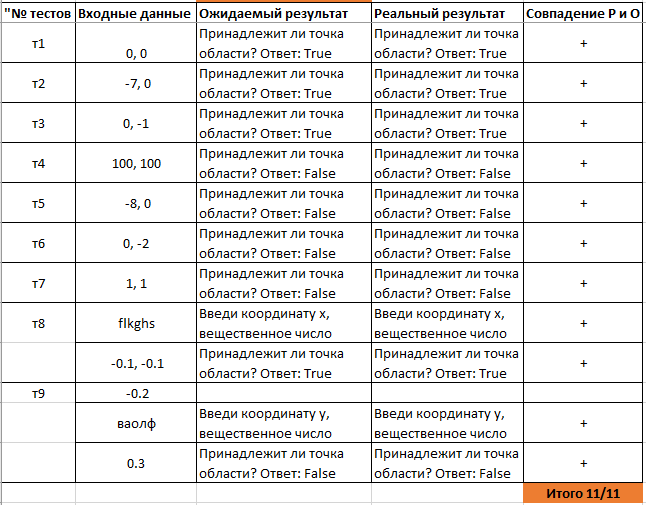 "№ тестов Входные данные Ожидаемый результат Реальный результат Совпадение Р и О
т1 0, 0 Принадлежит ли точка области? Ответ: True Принадлежит ли точка области? Ответ: True +
т2 -7, 0 Принадлежит ли точка области? Ответ: True Принадлежит ли точка области? Ответ: True +
т3 0, -1 Принадлежит ли точка области? Ответ: True Принадлежит ли точка области? Ответ: True +
т4 100, 100 Принадлежит ли точка области? Ответ: False Принадлежит ли точка области? Ответ: False +
т5 -8, 0 Принадлежит ли точка области? Ответ: False Принадлежит ли точка области? Ответ: False +
т6 0, -2 Принадлежит ли точка области? Ответ: False Принадлежит ли точка области? Ответ: False +
т7 1, 1 Принадлежит ли точка области? Ответ: False Принадлежит ли точка области? Ответ: False +
т8 flkghs Введи координату x, вещественное число Введи координату x, вещественное число +
-0.1, -0.1 Принадлежит ли точка области? Ответ: True Принадлежит ли точка области? Ответ: True +
т9 -0.2
ваолф Введи координату y, вещественное число Введи координату y, вещественное число +
0.3 Принадлежит ли точка области? Ответ: False Принадлежит ли точка области? Ответ: False +
Итого 11/11